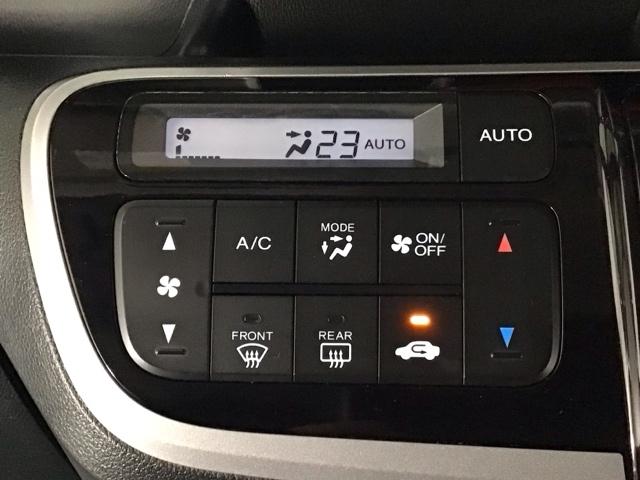 23 AUTO
AUTO
A/C
MODE
ON/
OFF
FRONT
REAR